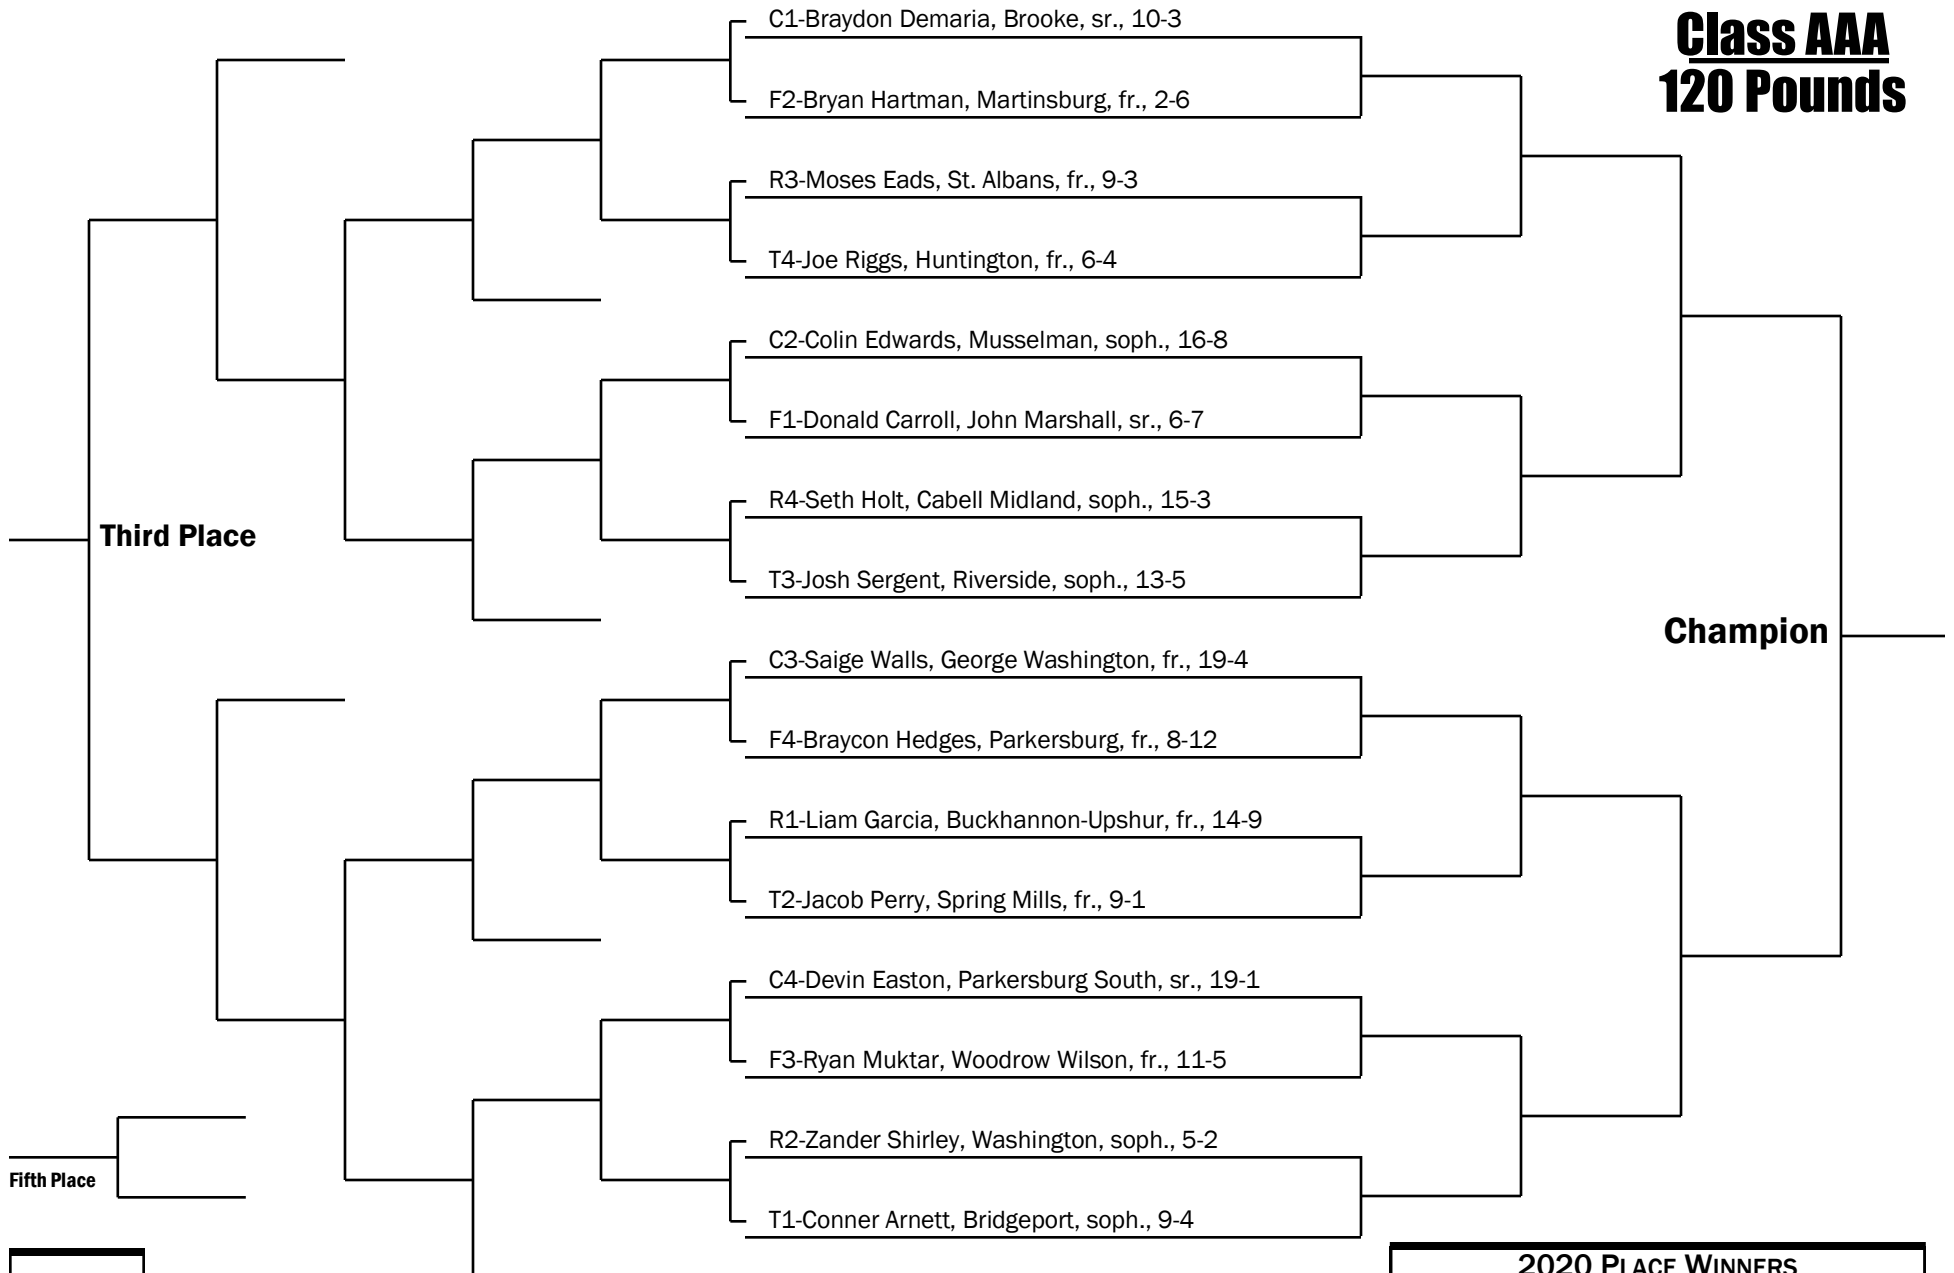 Class AAA
120 Pounds
C1-Braydon Demaria, Brooke, sr., 10-3
F2-Bryan Hartman, Martinsburg, fr., 2-6
R3-Moses Eads, St. Albans, fr., 9-3
T4-Joe Riggs, Huntington, fr., 6-4
C2-Colin Edwards, Musselman, soph., 16-8
F1-Donald Carroll, John Marshall, sr., 6-7
R4-Seth Holt, Cabell Midland, soph., 15-3
Third Place
T3-Josh Sergent, Riverside, soph., 13-5
Champion
C3-Saige Walls, George Washington, fr., 19-4
F4-Braycon Hedges, Parkersburg, fr., 8-12
R1-Liam Garcia, Buckhannon-Upshur, fr., 14-9
T2-Jacob Perry, Spring Mills, fr., 9-1
C4-Devin Easton, Parkersburg South, sr., 19-1
F3-Ryan Muktar, Woodrow Wilson, fr., 11-5
R2-Zander Shirley, Washington, soph., 5-2
Fifth Place
T1-Conner Arnett, Bridgeport, soph., 9-4
2020 PLACE WINNERS